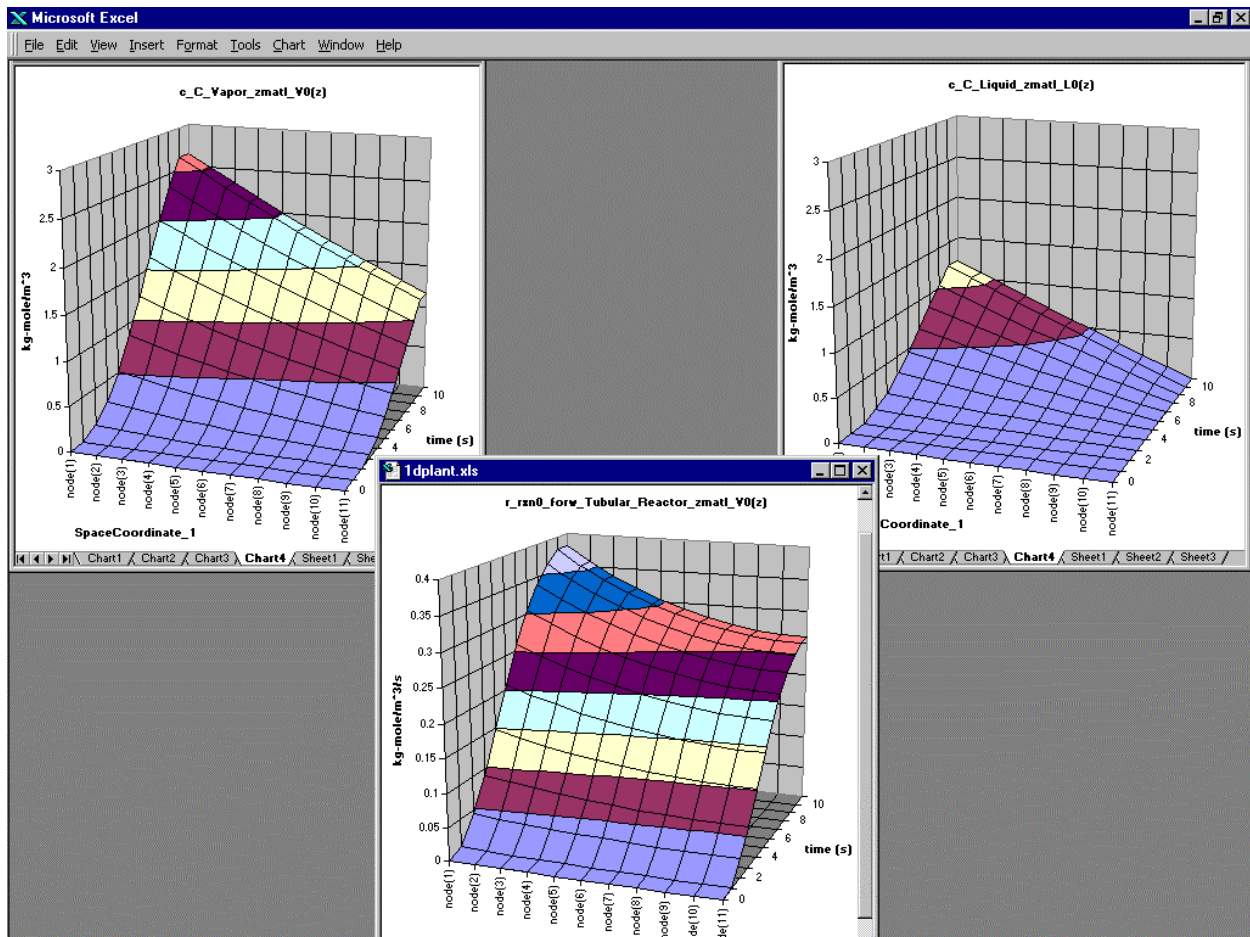 Microsoft Excel
File Edit View Insert Format Tools Chart Window Help
c_C_Vapor_zmatl_V0(z)
3
2.5
2
1.5
1
0.5
0
kg-mole/m^3
node(1)
node(2)
node(3)
node(4)
node(5)
node(6)
node(7)
node(8)
node(9)
node(10)
node(11)
0
4
6
8
10
time (s)
SpaceCoordinate_1
Chart1 Chart2 Chart3 Chart4 Sheet1 She
c_C_Liquid_zmatl_L0(z)
3
2.5
2
1.5
1
0.5
0
kg-mole/m^3
node(3)
node(4)
node(5)
node(6)
node(7)
node(8)
node(9)
node(10)
node(11)
0
2
4
6
8
10
time (s)
Coordinate_1
rt1 Chart2 Chart3 Chart4 Sheet1 Sheet2 Sheet3
1dplant.xls
r_rxn0_forw_Tubular_Reactor_zmatl_V0(z)
0.4
0.35
0.3
0.25
0.2
0.15
0.1
0.05
0
kg-mole/m^3/s
node(1)
node(2)
node(3)
node(4)
node(5)
node(6)
node(7)
node(8)
node(9)
node(10)
node(11)
0
2
4
6
8
10
time (s)